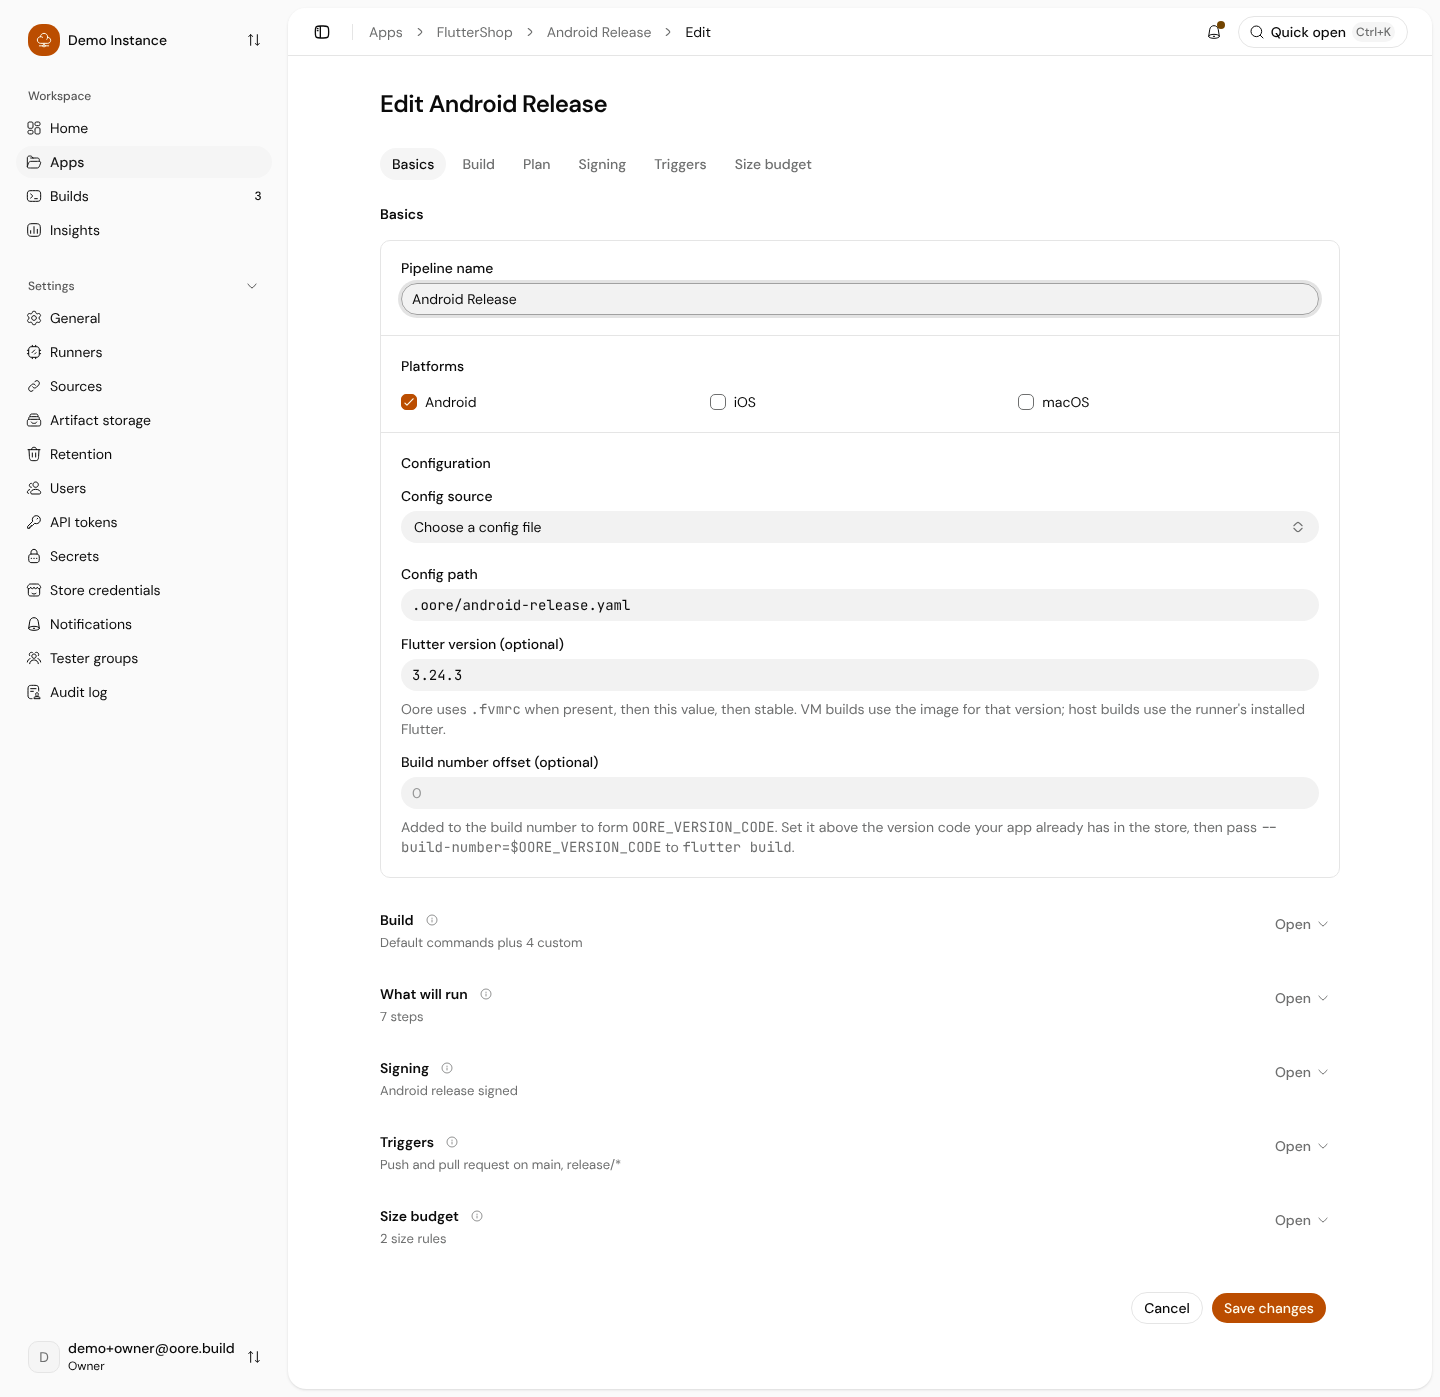 Demo Instance
Workspace
Home
Apps
Builds
3
Insights
Settings
General
Runners
Sources
Artifact storage
Retention
Users
API tokens
Secrets
Store credentials
Notifications
Tester groups
Audit log
D
demo+owner@oore.build
Owner
Apps
FlutterShop
Android Release
Edit
Quick open
Ctrl+K
Edit Android Release
Basics
Build
Plan
Signing
Triggers
Size budget
Basics
Pipeline name
Android Release
Platforms
Android
iOS
macOS
Configuration
Config source
Choose a config file
Config path
.oore/android-release.yaml
Flutter version (optional)
3.24.3
Oore uses .fvmrc when present, then this value, then stable. VM builds use the image for that version; host builds use the runner's installed
Flutter.
Build number offset (optional)
0
Added to the build number to form OORE_VERSION_CODE. Set it above the version code your app already has in the store, then pass --
build-number=$OORE_VERSION_CODE to flutter build.
Build
Open
Default commands plus 4 custom
What will run
Open
7 steps
Signing
Open
Android release signed
Triggers
Open
Push and pull request on main, release/*
Size budget
Open
2 size rules
Cancel
Save changes